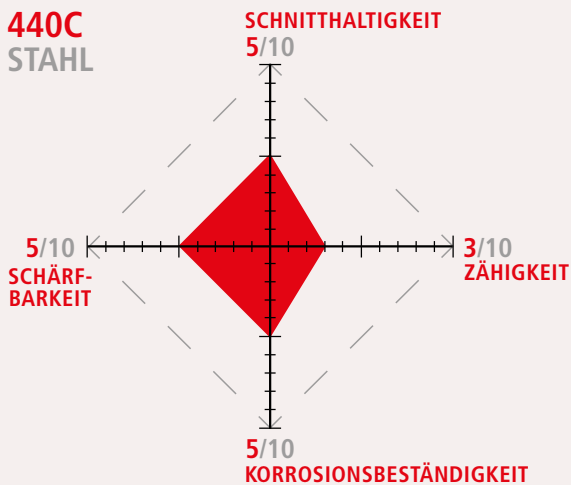 440C
STAHL
SCHNITTHALTIGKEIT
5/10
5/10
SCHÄRF-
BARKEIT
3/10
ZÄHIGKEIT
5/10
KORROSIONSBESTÄNDIGKEIT